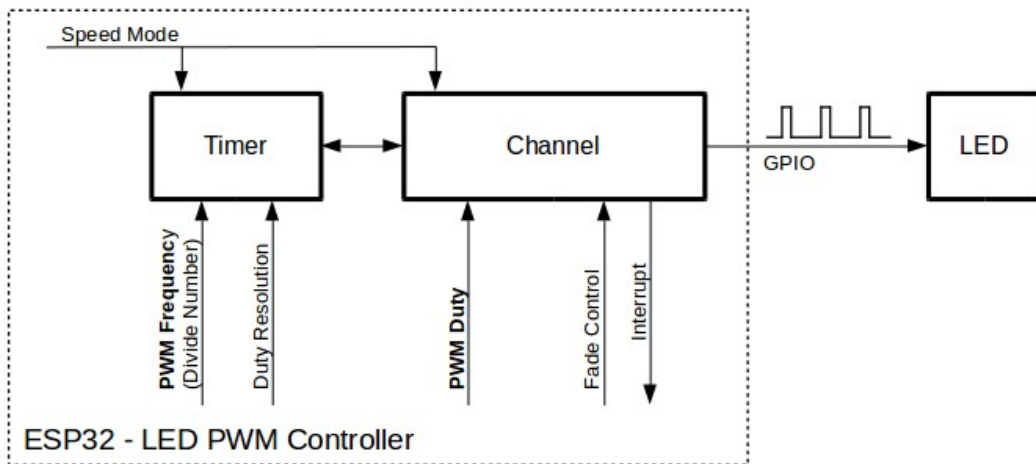 Speed Mode
Timer
Channel
GPIO
LED
PWM Frequency
(Divide Number)
Duty Resolution
PWM Duty
Fade Control
Interrupt
ESP32 - LED PWM Controller